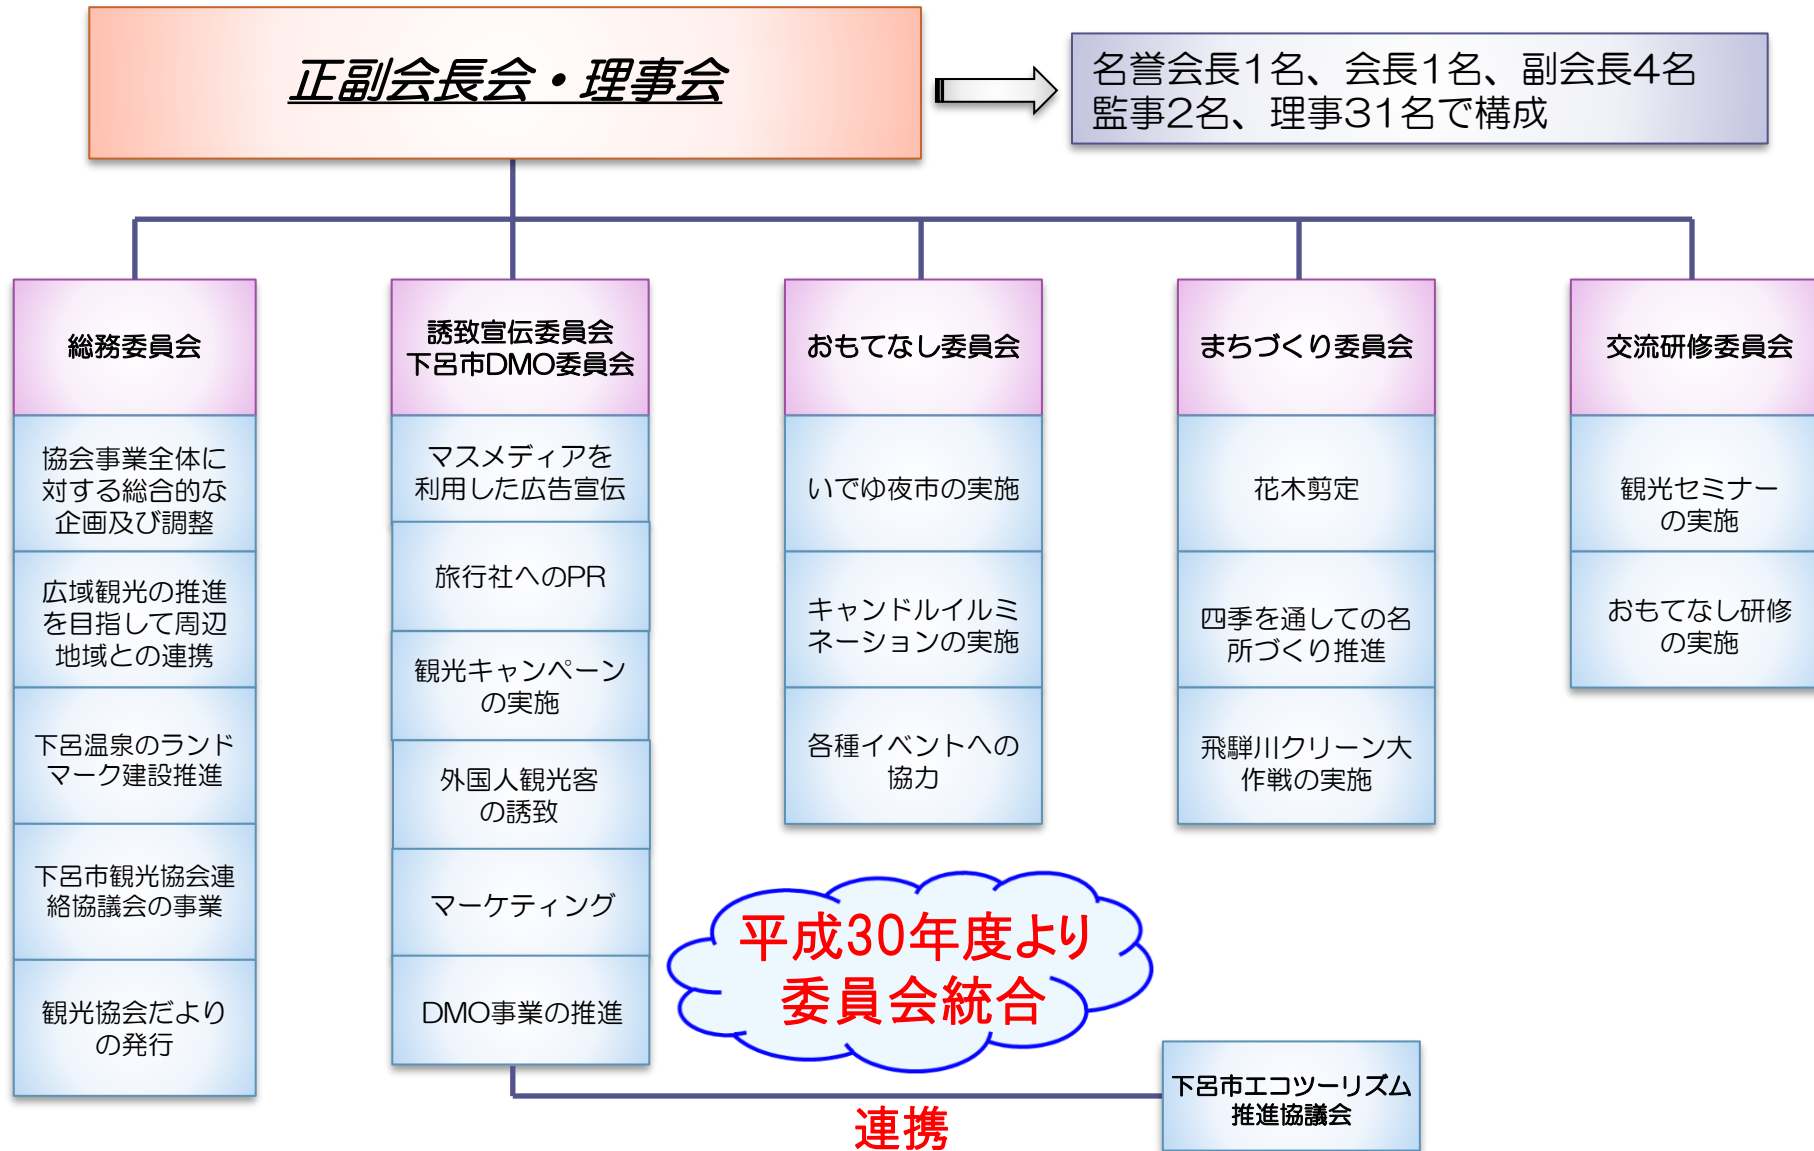 正副会長会・理事会
名誉会長1名、会長1名、副会長4名
監事2名、理事31名で構成
総務委員会
協会事業全体に
対する総合的な
企画及び調整
広域観光の推進
を目指して周辺
地域との連携
下呂温泉のランド
マーク建設推進
下呂市観光協会連
絡協議会の事業
観光協会だより
の発行
誘致宣伝委員会
下呂市DMO委員会
マスメディアを
利用した広告宣伝
旅行社へのPR
観光キャンペーン
の実施
外国人観光客
の誘致
マーケティング
DMO事業の推進
おもてなし委員会
いでゆ夜市の実施
キャンドルイルミ
ネーションの実施
各種イベントへの
協力
まちづくり委員会
花木剪定
四季を通しての名
所づくり推進
飛騨川クリーン大
作戦の実施
交流研修委員会
観光セミナー
の実施
おもてなし研修
の実施
平成30年度より
委員会統合
連携
下呂市エコツーリズム
推進協議会